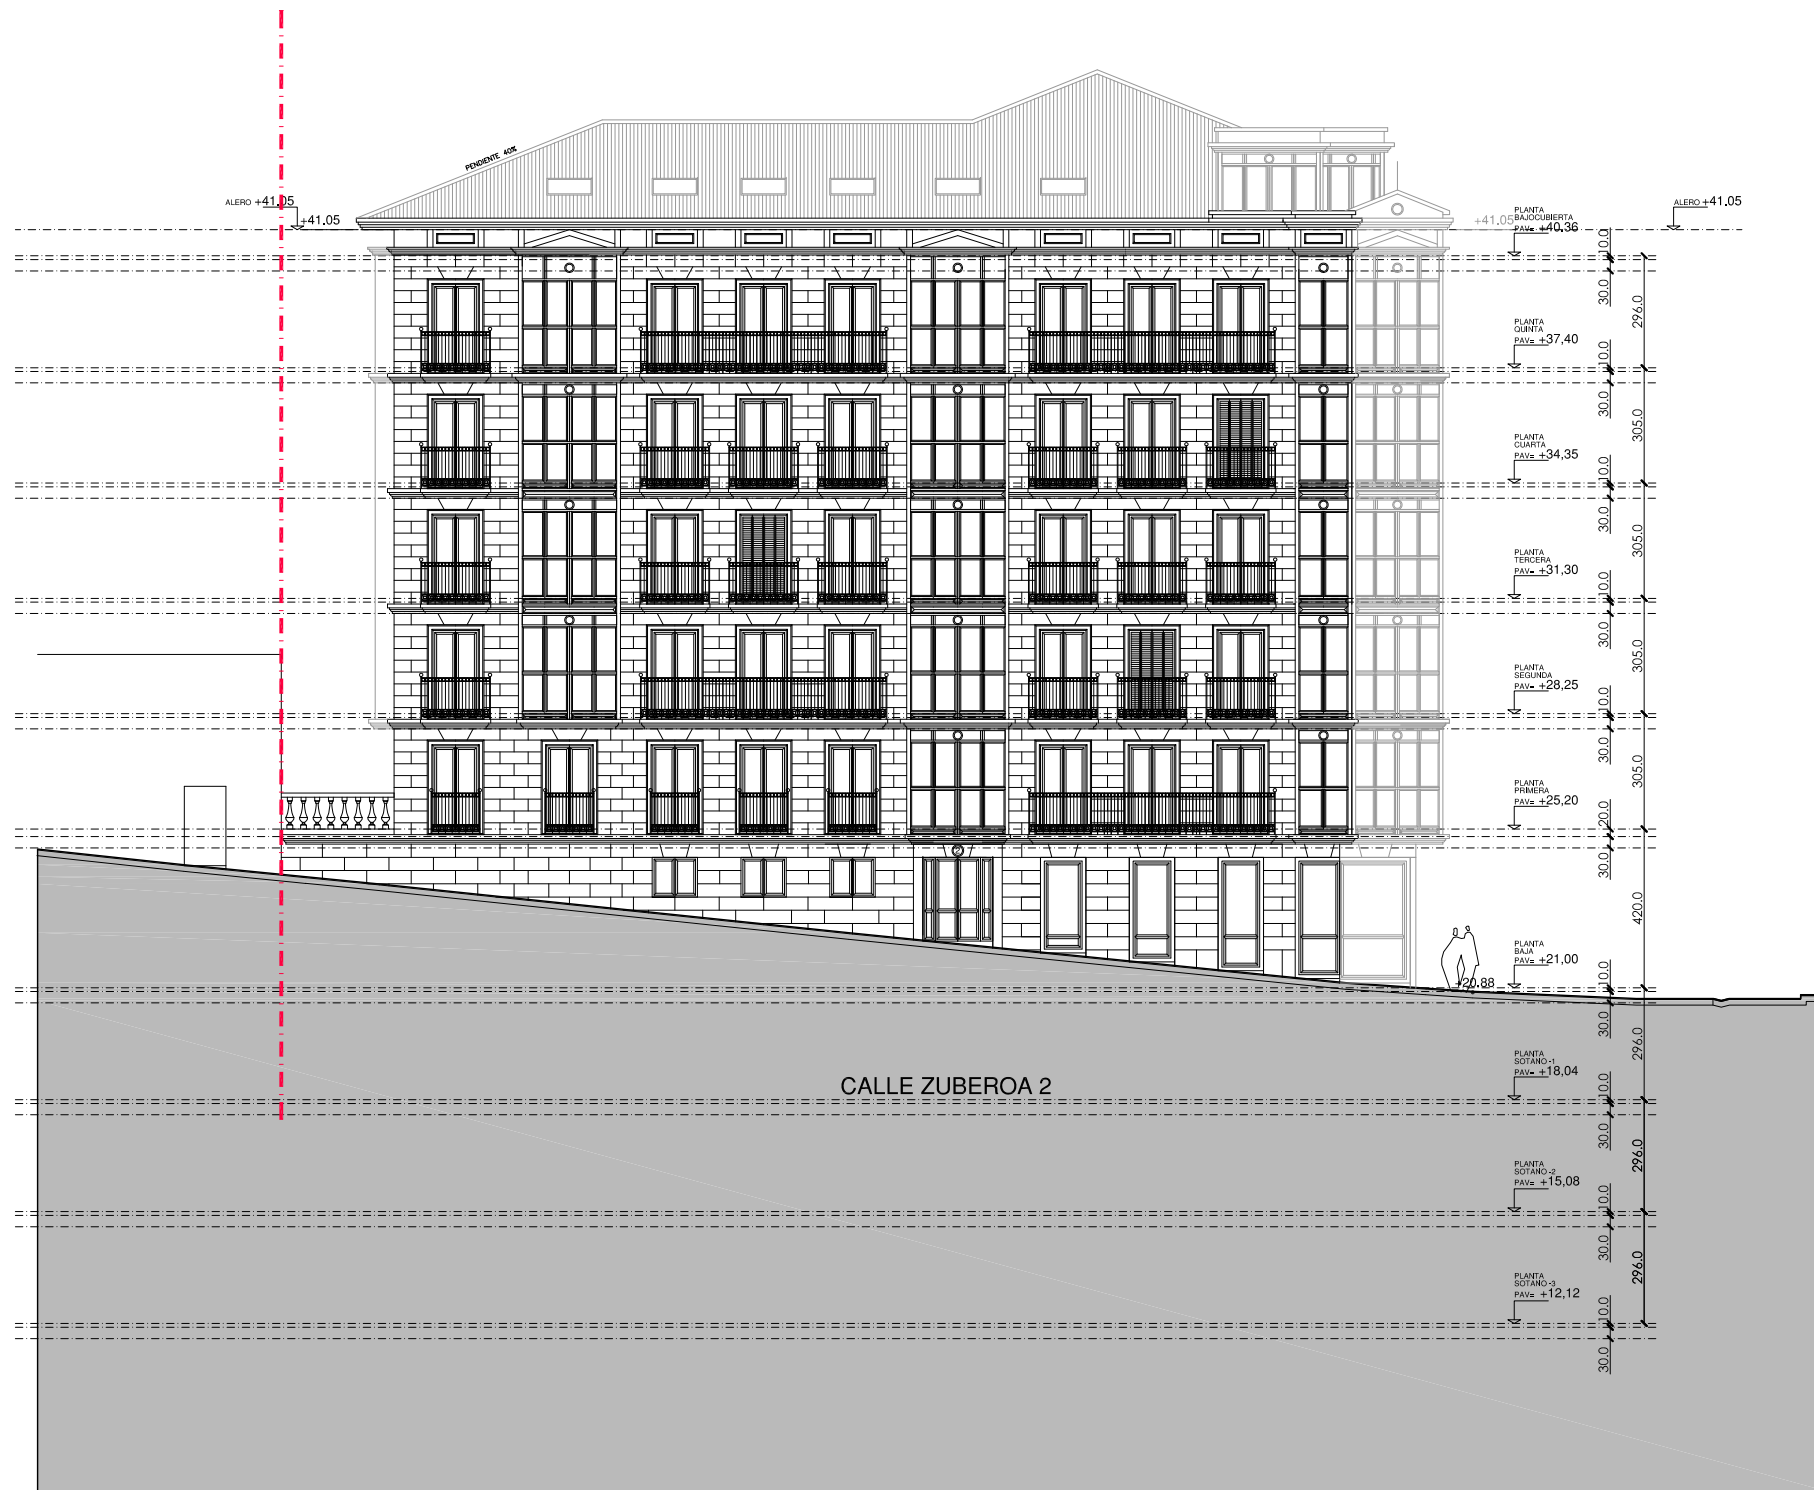 PENDIENTE 40%
ALERO +41.05
+41.05
+41.05
ALERO +41.05
PLANTA
BAJOCUBIERTA
PAV= +40,36
10.0
30.0
296.0
PLANTA
QUINTA
PAV= +37,40
10.0
30.0
305.0
PLANTA
CUARTA
PAV= +34,35
10.0
30.0
305.0
PLANTA
TERCERA
PAV= +31,30
10.0
30.0
305.0
PLANTA
SEGUNDA
PAV= +28,25
10.0
30.0
305.0
PLANTA
PRIMERA
PAV= +25,20
20.0
30.0
420.0
PLANTA
BAJA
PAV= +21,00
+20.88
10.0
30.0
296.0
CALLE ZUBEROA 2
PLANTA
SOTANO -1
PAV= +18,04
10.0
30.0
296.0
PLANTA
SOTANO -2
PAV= +15,08
10.0
30.0
296.0
PLANTA
SOTANO -3
PAV= +12,12
10.0
30.0